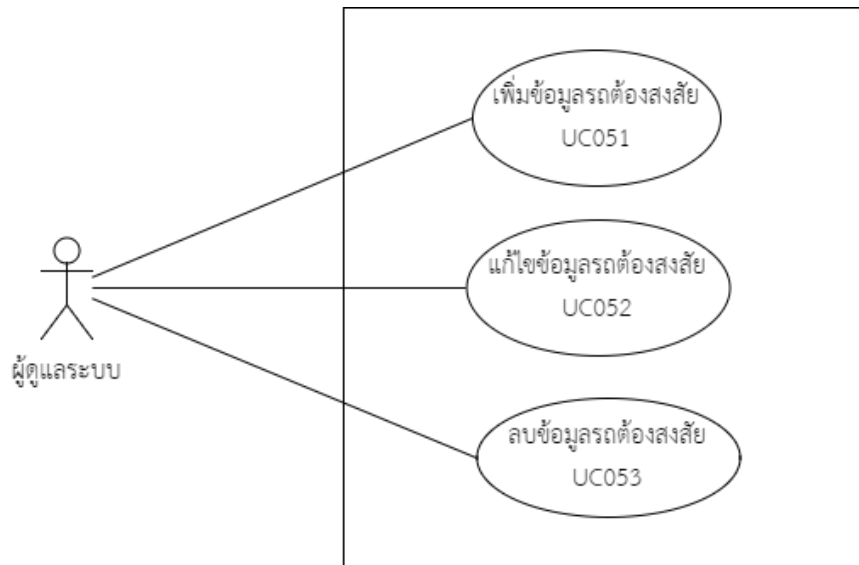 เพิ่มข้อมูลรถต้องสงสัย
UC051
แก้ไขข้อมูลรถต้องสงสัย
UC052
ผู้ดูแลระบบ
ลบข้อมูลรถต้องสงสัย
UC053